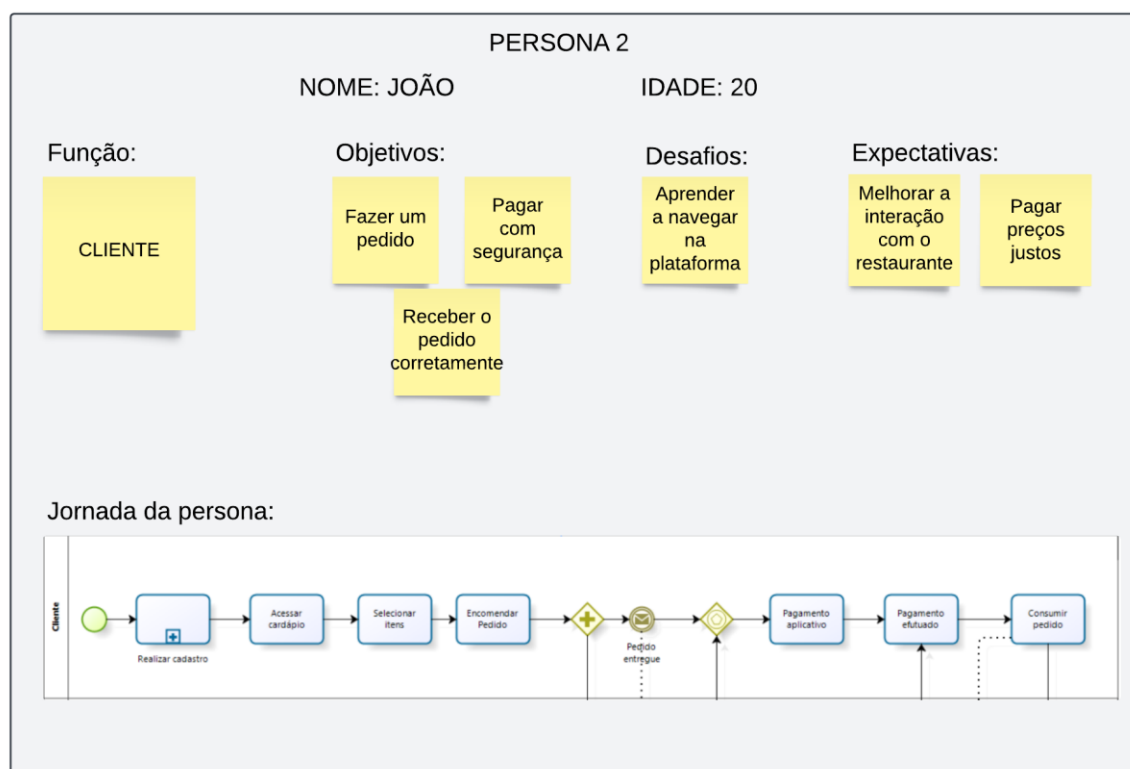 PERSONA 2
NOME: JOÃO
IDADE: 20
Função:
Objetivos:
Desafios:
Expectativas:
CLIENTE
Fazer um
pedido
Pagar
com
segurança
Receber o
pedido
corretamente
Aprender
a navegar
na
plataforma
Melhorar a
interação
com o
restaurante
Pagar
preços
justos
Jornada da persona:
Cliente
Realizar cadastro
Acessar
cardápio
Selecionar
itens
Encomendar
Pedido
Pedido
entregue
Pagamento
aplicativo
Pagamento
efutuado
Consumir
pedido